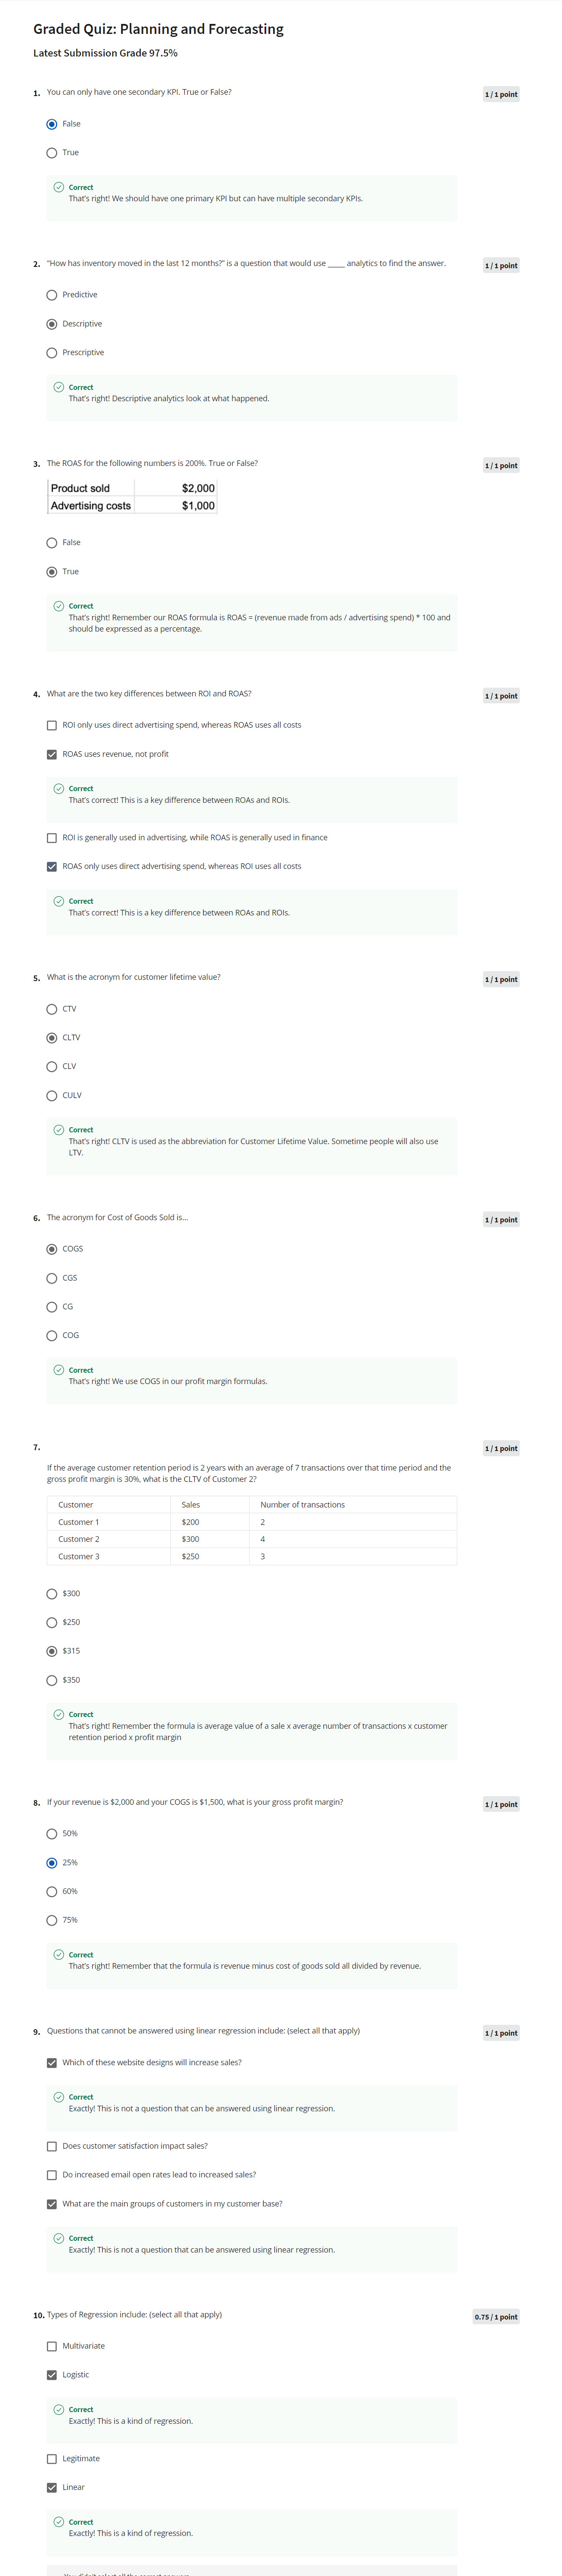 Graded Quiz: Planning and Forecasting
Latest Submission Grade 97.5%
1. You can only have one secondary KPI. True or False?
1 / 1 point
False
True
Correct
That's right! We should have one primary KPI but can have multiple secondary KPIs.
2. "How has inventory moved in the last 12 months?" is a question that would use ____ analytics to find the answer.
1 / 1 point
Predictive
Descriptive
Prescriptive
Correct
That's right! Descriptive analytics look at what happened.
3. The ROAS for the following numbers is 200%. True or False?
1 / 1 point
Product sold $2,000
Advertising costs $1,000
False
True
Correct
That's right! Remember our ROAS formula is ROAS = (revenue made from ads / advertising spend) * 100 and
should be expressed as a percentage.
4. What are the two key differences between ROI and ROAS?
1 / 1 point
ROI only uses direct advertising spend, whereas ROAS uses all costs
ROAS uses revenue, not profit
Correct
That's correct! This is a key difference between ROAs and ROIs.
ROI is generally used in advertising, while ROAS is generally used in finance
ROAS only uses direct advertising spend, whereas ROI uses all costs
Correct
That's correct! This is a key difference between ROAs and ROIs.
5. What is the acronym for customer lifetime value?
1 / 1 point
CTV
CLTV
CLV
CULV
Correct
That's right! CLTV is used as the abbreviation for Customer Lifetime Value. Sometime people will also use
LTV.
6. The acronym for Cost of Goods Sold is...
1 / 1 point
COGS
CGS
CG
COG
Correct
That's right! We use COGS in our profit margin formulas.
7.
1 / 1 point
If the average customer retention period is 2 years with an average of 7 transactions over that time period and the
gross profit margin is 30%, what is the CLTV of Customer 2?
Customer Sales Number of transactions
Customer 1 $200 2
Customer 2 $300 4
Customer 3 $250 3
$300
$250
$315
$350
Correct
That's right! Remember the formula is average value of a sale x average number of transactions x customer
retention period x profit margin
8. If your revenue is $2,000 and your COGS is $1,500, what is your gross profit margin?
1 / 1 point
50%
25%
60%
75%
Correct
That's right! Remember that the formula is revenue minus cost of goods sold all divided by revenue.
9. Questions that cannot be answered using linear regression include: (select all that apply)
1 / 1 point
Which of these website designs will increase sales?
Correct
Exactly! This is not a question that can be answered using linear regression.
Does customer satisfaction impact sales?
Do increased email open rates lead to increased sales?
What are the main groups of customers in my customer base?
Correct
Exactly! This is not a question that can be answered using linear regression.
10. Types of Regression include: (select all that apply)
0.75 / 1 point
Multivariate
Logistic
Correct
Exactly! This is a kind of regression.
Legitimate
Linear
Correct
Exactly! This is a kind of regression.